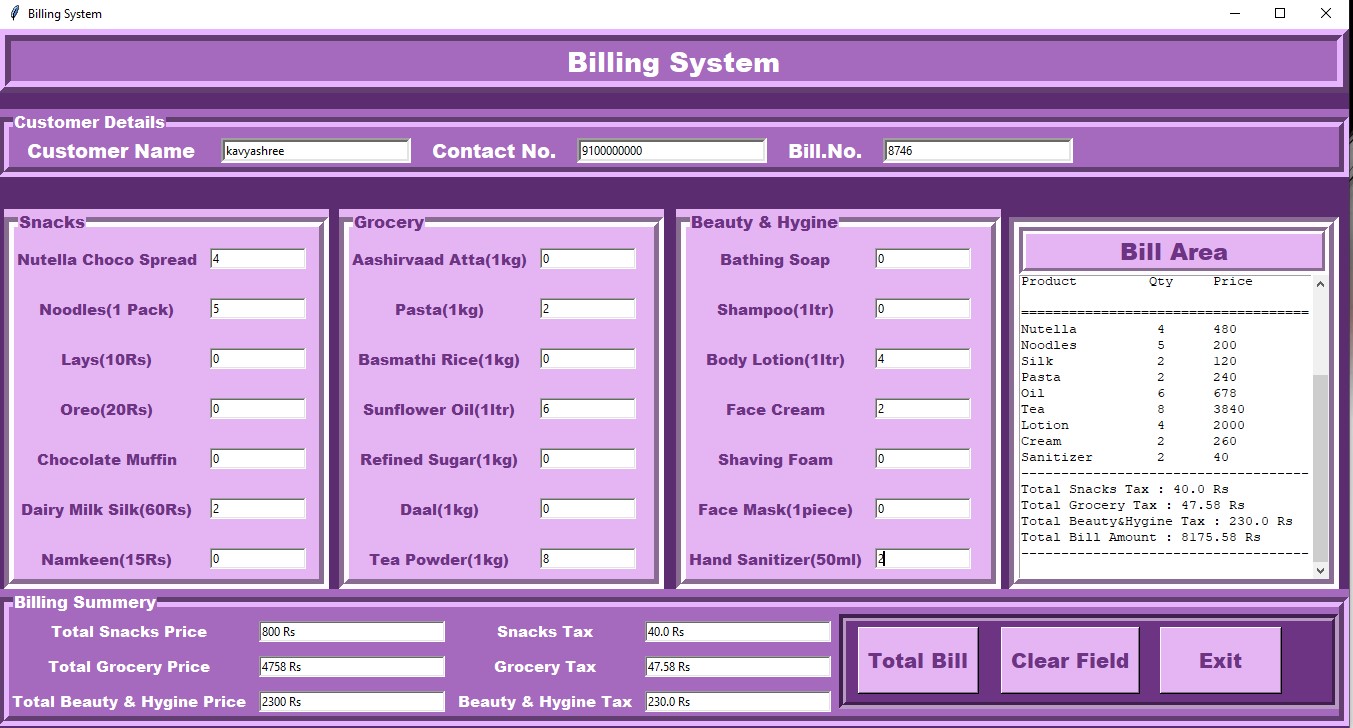 Billing System
Billing System
Customer Details
Customer Name kavyashree Contact No. 9100000000 Bill.No. 8746
Snacks
Nutella Choco Spread 4
Noodles(1 Pack) 5
Lays(10Rs) 0
Oreo(20Rs) 0
Chocolate Muffin 0
Dairy Milk Silk(60Rs) 2
Namkeen(15Rs) 0
Grocery
Aashirvaad Atta(1kg) 0
Pasta(1kg) 2
Basmathi Rice(1kg) 0
Sunflower Oil(1ltr) 6
Refined Sugar(1kg) 0
Daal(1kg) 0
Tea Powder(1kg) 8
Beauty & Hygine
Bathing Soap 0
Shampoo(1ltr) 0
Body Lotion(1ltr) 4
Face Cream 2
Shaving Foam 0
Face Mask(1piece) 0
Hand Sanitizer(50ml) 2
Bill Area
Product Qty Price
====================================
Nutella 4 480
Noodles 5 200
Silk 2 120
Pasta 2 240
Oil 6 678
Tea 8 3840
Lotion 4 2000
Cream 2 260
Sanitizer 2 40
------------------------------------
Total Snacks Tax : 40.0 Rs
Total Grocery Tax : 47.58 Rs
Total Beauty&Hygine Tax : 230.0 Rs
Total Bill Amount : 8175.58 Rs
------------------------------------
Billing Summery
Total Snacks Price 800 Rs Snacks Tax 40.0 Rs
Total Grocery Price 4758 Rs Grocery Tax 47.58 Rs
Total Beauty & Hygine Price 2300 Rs Beauty & Hygine Tax 230.0 Rs
Total Bill Clear Field Exit